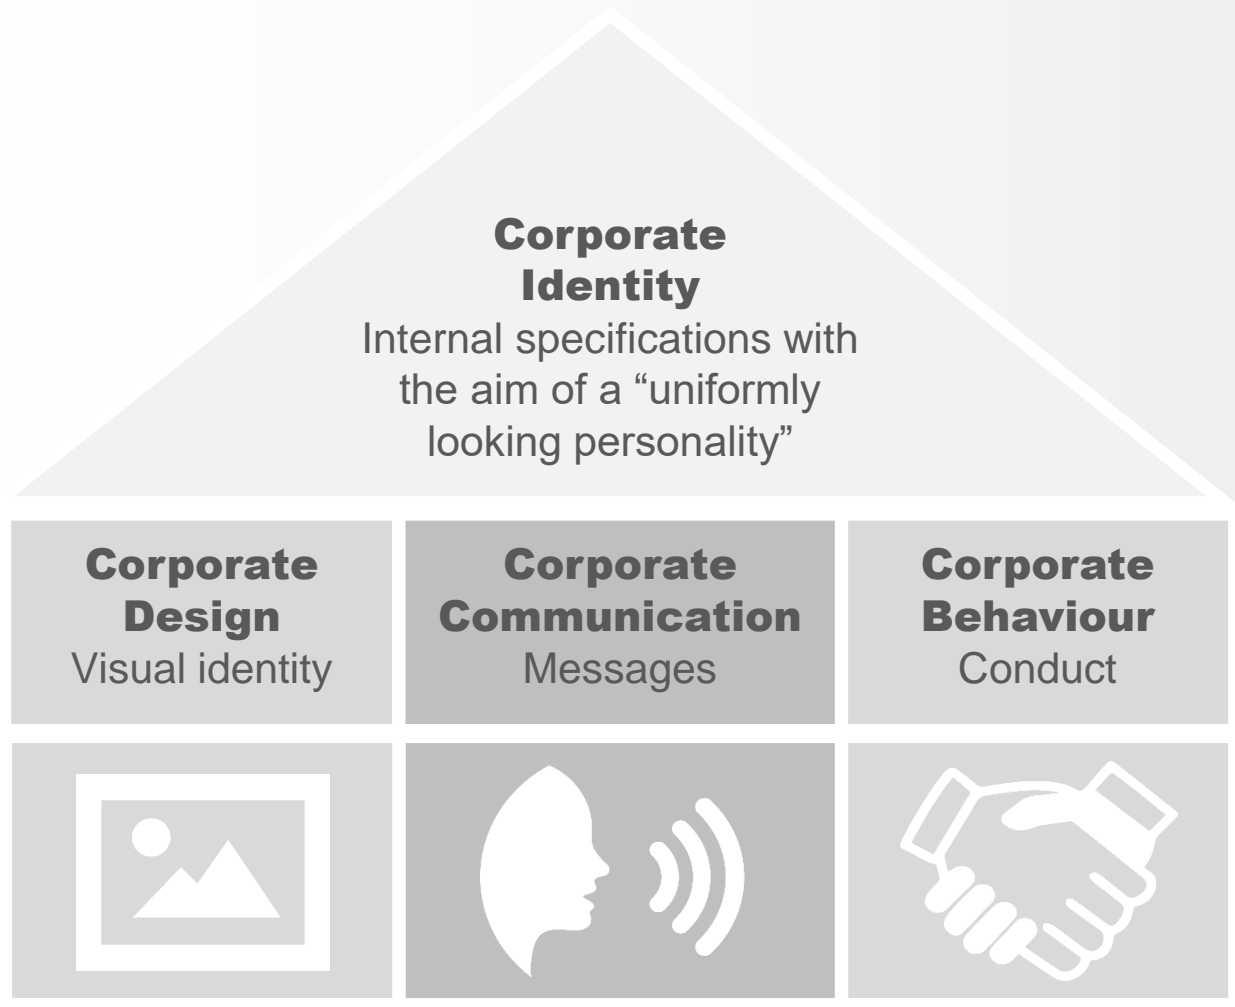 Corporate
Identity
Internal specifications with
the aim of a “uniformly
looking personality”
Corporate
Design
Visual identity
Corporate
Communication
Messages
Corporate
Behaviour
Conduct